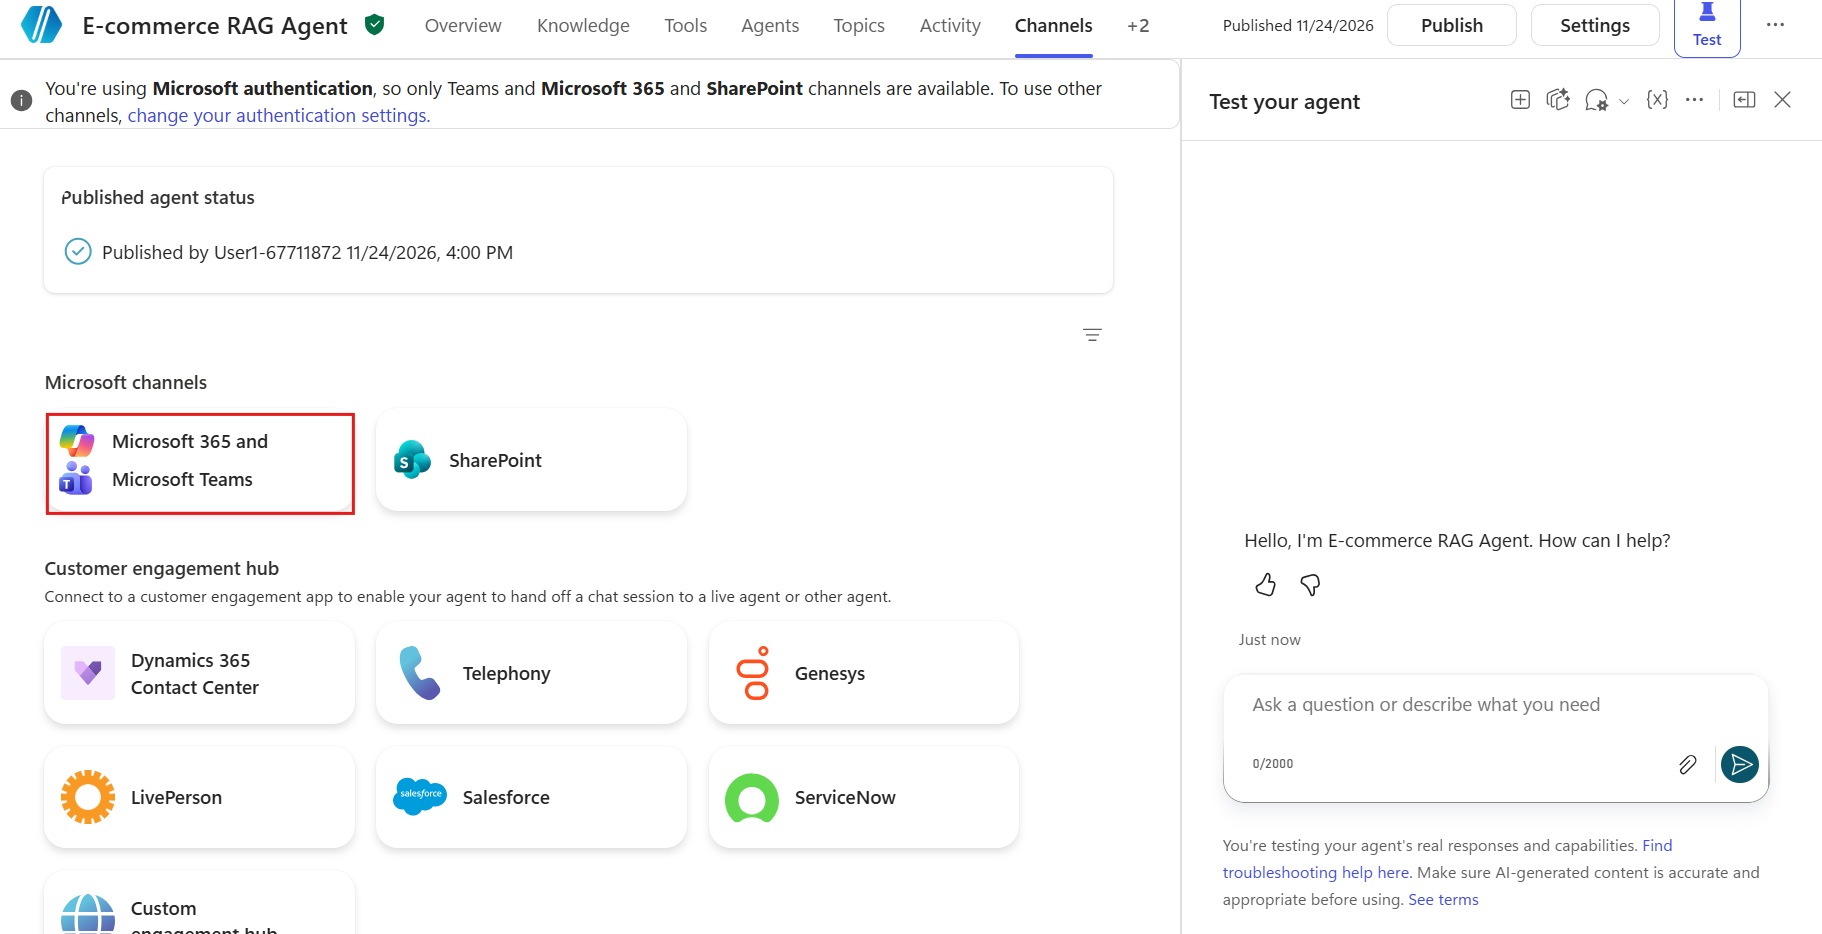 E-commerce RAG Agent
Overview
Knowledge
Tools
Agents
Topics
Activity
Channels
+2
Published 11/24/2026
Publish
Settings
Test
You're using Microsoft authentication, so only Teams and Microsoft 365 and SharePoint channels are available. To use other
channels, change your authentication settings.
Published agent status
Published by User1-67711872 11/24/2026, 4:00 PM
Microsoft channels
Microsoft 365 and
Microsoft Teams
SharePoint
Customer engagement hub
Connect to a customer engagement app to enable your agent to hand off a chat session to a live agent or other agent.
Dynamics 365
Contact Center
Telephony
Genesys
LivePerson
salesforce
Salesforce
ServiceNow
Custom
engagement hub
Test your agent
Hello, I'm E-commerce RAG Agent. How can I help?
Just now
Ask a question or describe what you need
0/2000
You're testing your agent's real responses and capabilities. Find
troubleshooting help here. Make sure AI-generated content is accurate and
appropriate before using. See terms